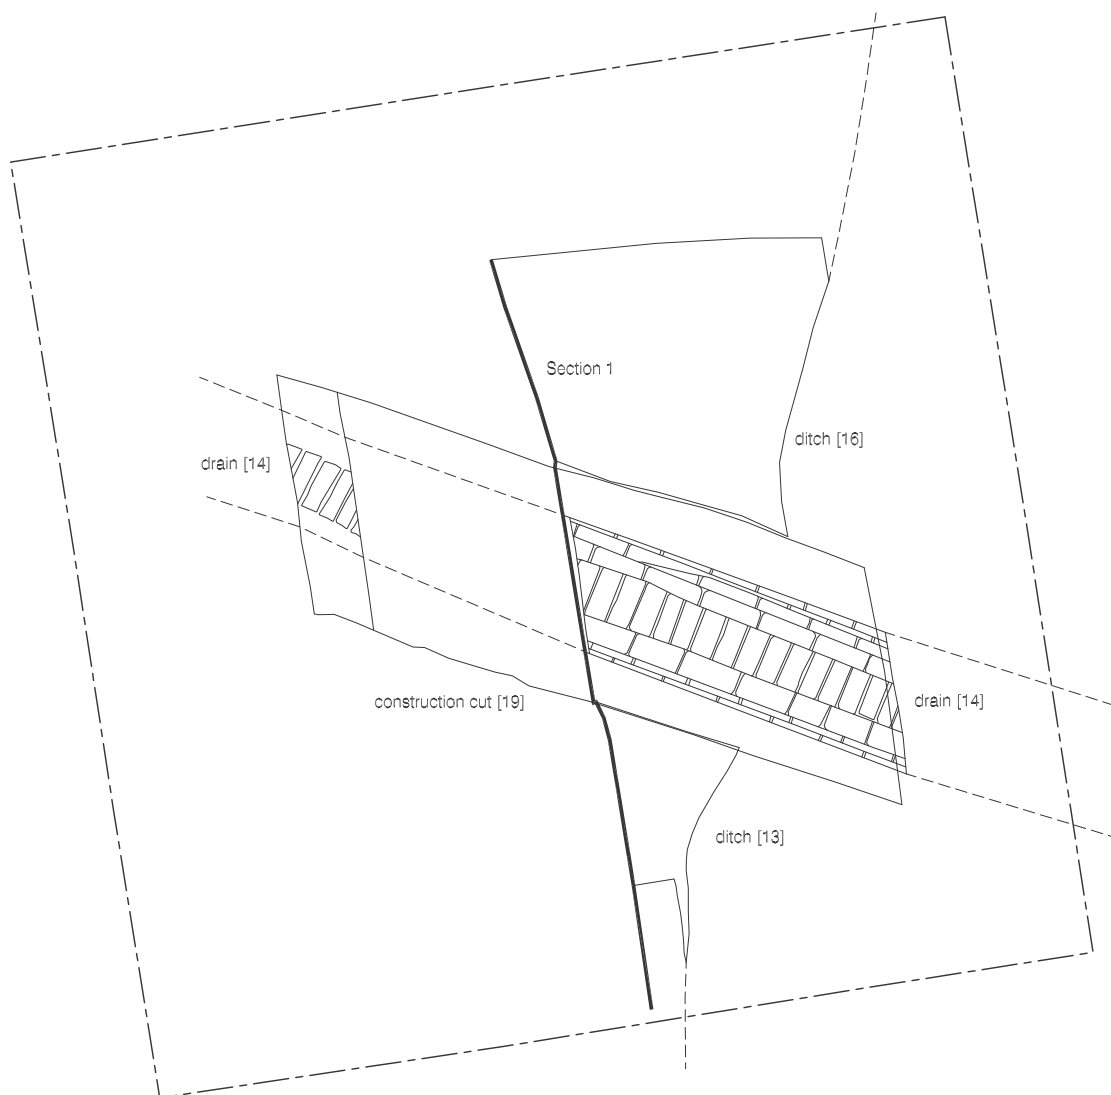 Section 1
ditch [16]
drain [14]
construction cut [19]
drain [14]
ditch [13]